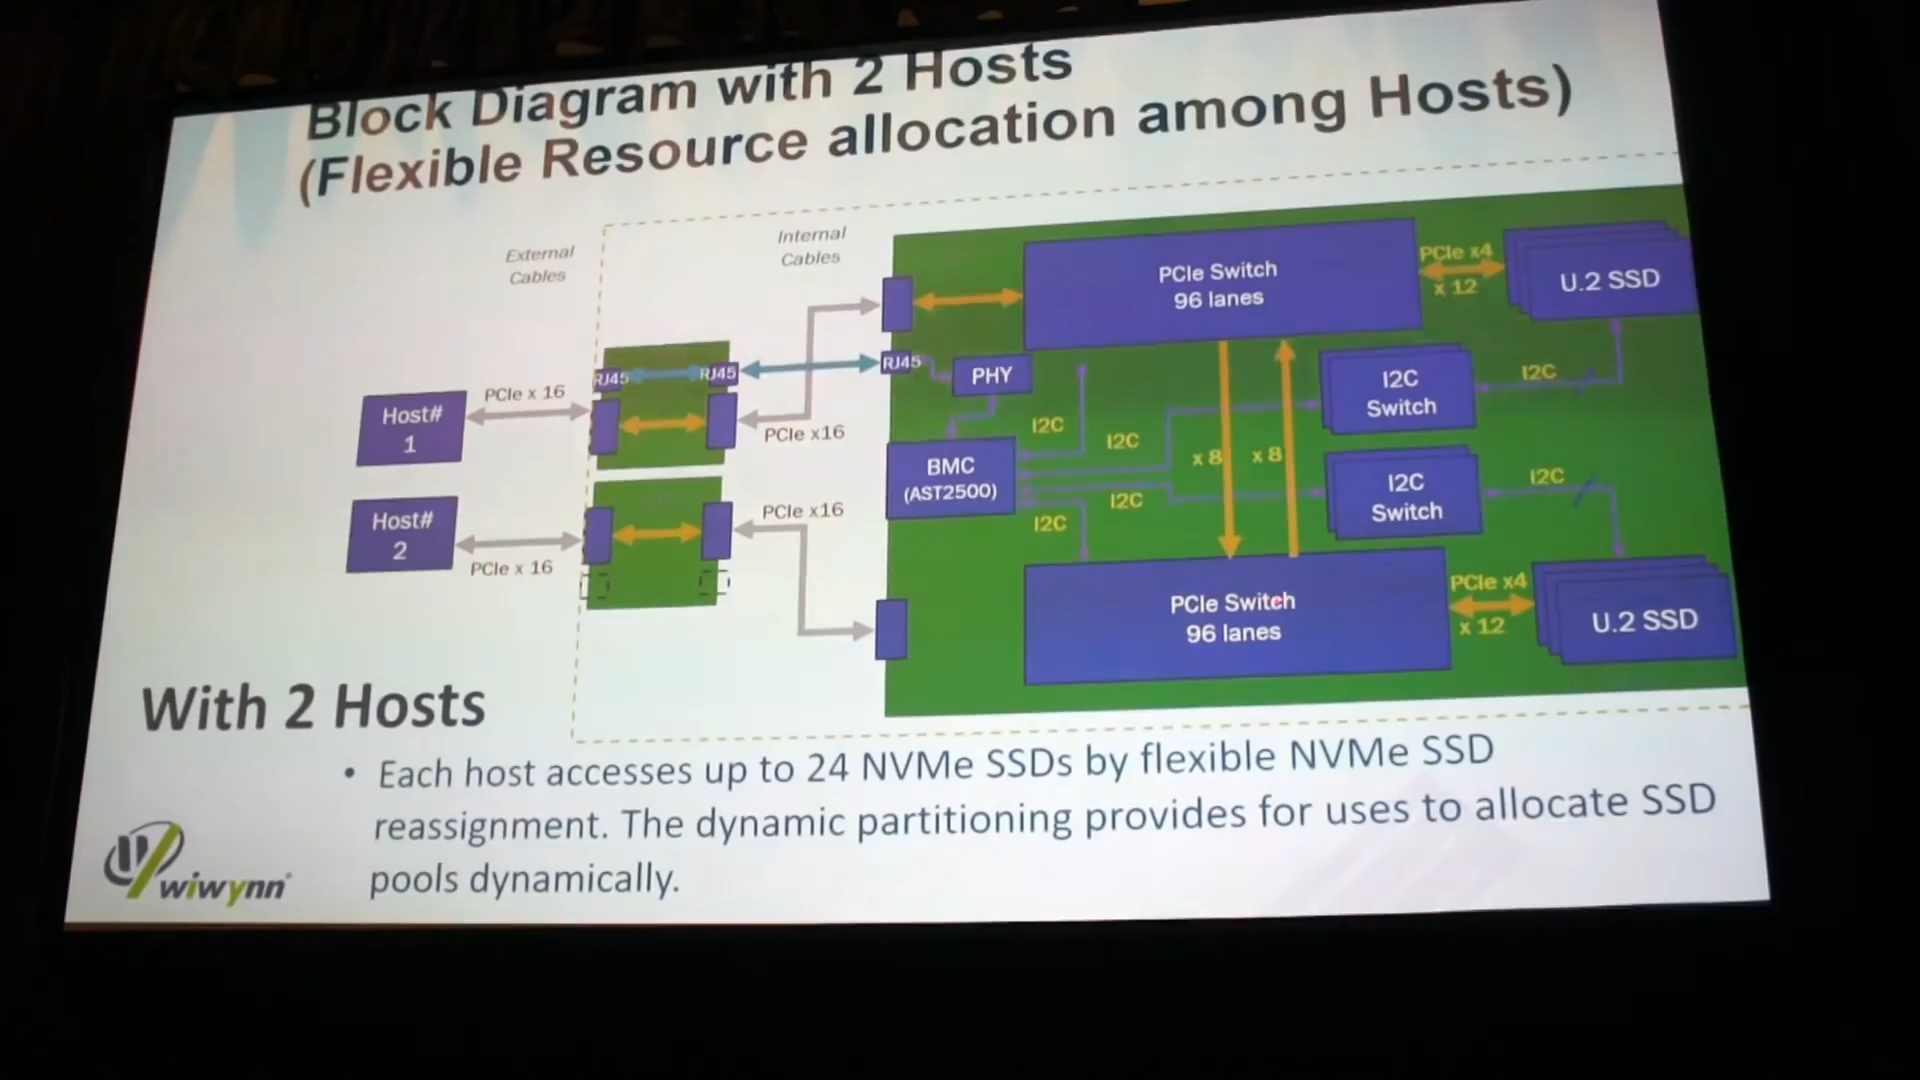 Block Diagram with 2 Hosts
(Flexible Resource allocation among Hosts)
External
Cables
Internal
Cables
PCIe Switch
96 lanes
PCIe x4
x 12
U.2 SSD
RJ45
RJ45
RJ45
PHY
I2C
Switch
I2C
Host#
1
PCIe x 16
PCIe x16
I2C
I2C
x 8
x 8
BMC
(AST2500)
I2C
I2C
I2C
Switch
I2C
Host#
2
PCIe x 16
PCIe x16
PCIe Switch
96 lanes
PCIe x4
x 12
U.2 SSD
With 2 Hosts
• Each host accesses up to 24 NVMe SSDs by flexible NVMe SSD
reassignment. The dynamic partitioning provides for uses to allocate SSD
pools dynamically.
wiwynn